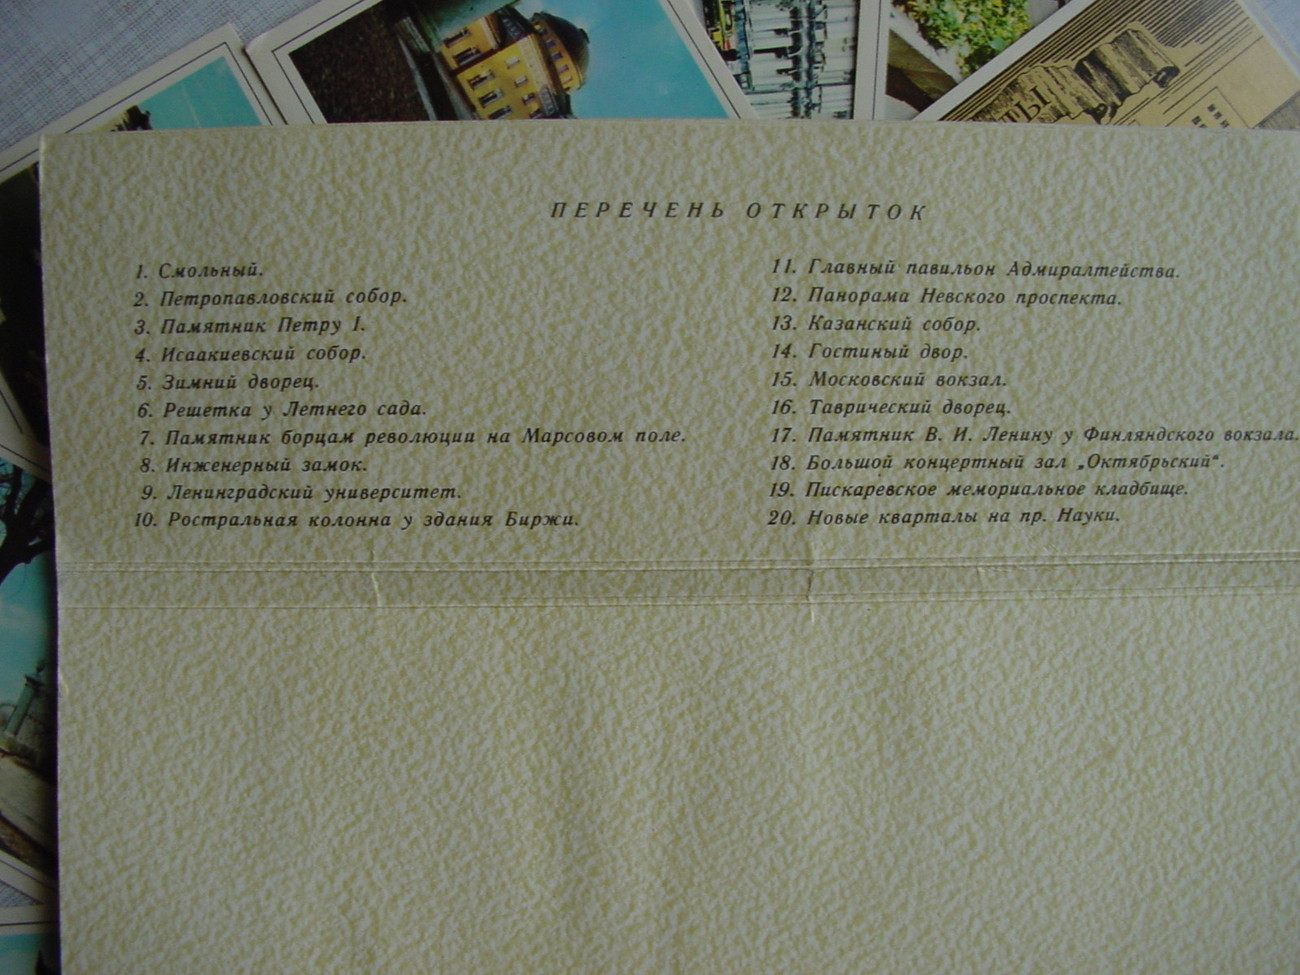 ПЕРЕЧЕНЬ ОТКРЫТОК
1. Смольный.
2. Петропавловский собор.
3. Памятник Петру I.
4. Исаакиевский собор.
5. Зимний дворец.
6. Решетка у Летнего сада.
7. Памятник борцам революции на Марсовом поле.
8. Инженерный замок.
9. Ленинградский университет.
10. Ростральная колонна у здания Биржи.
11. Главный павильон Адмиралтейства.
12. Панорама Невского проспекта.
13. Казанский собор.
14. Гостиный двор.
15. Московский вокзал.
16. Таврический дворец.
17. Памятник В. И. Ленину у Финляндского вокзала.
18. Большой концертный зал „Октябрьский“.
19. Пискаревское мемориальное кладбище.
20. Новые кварталы на пр. Науки.